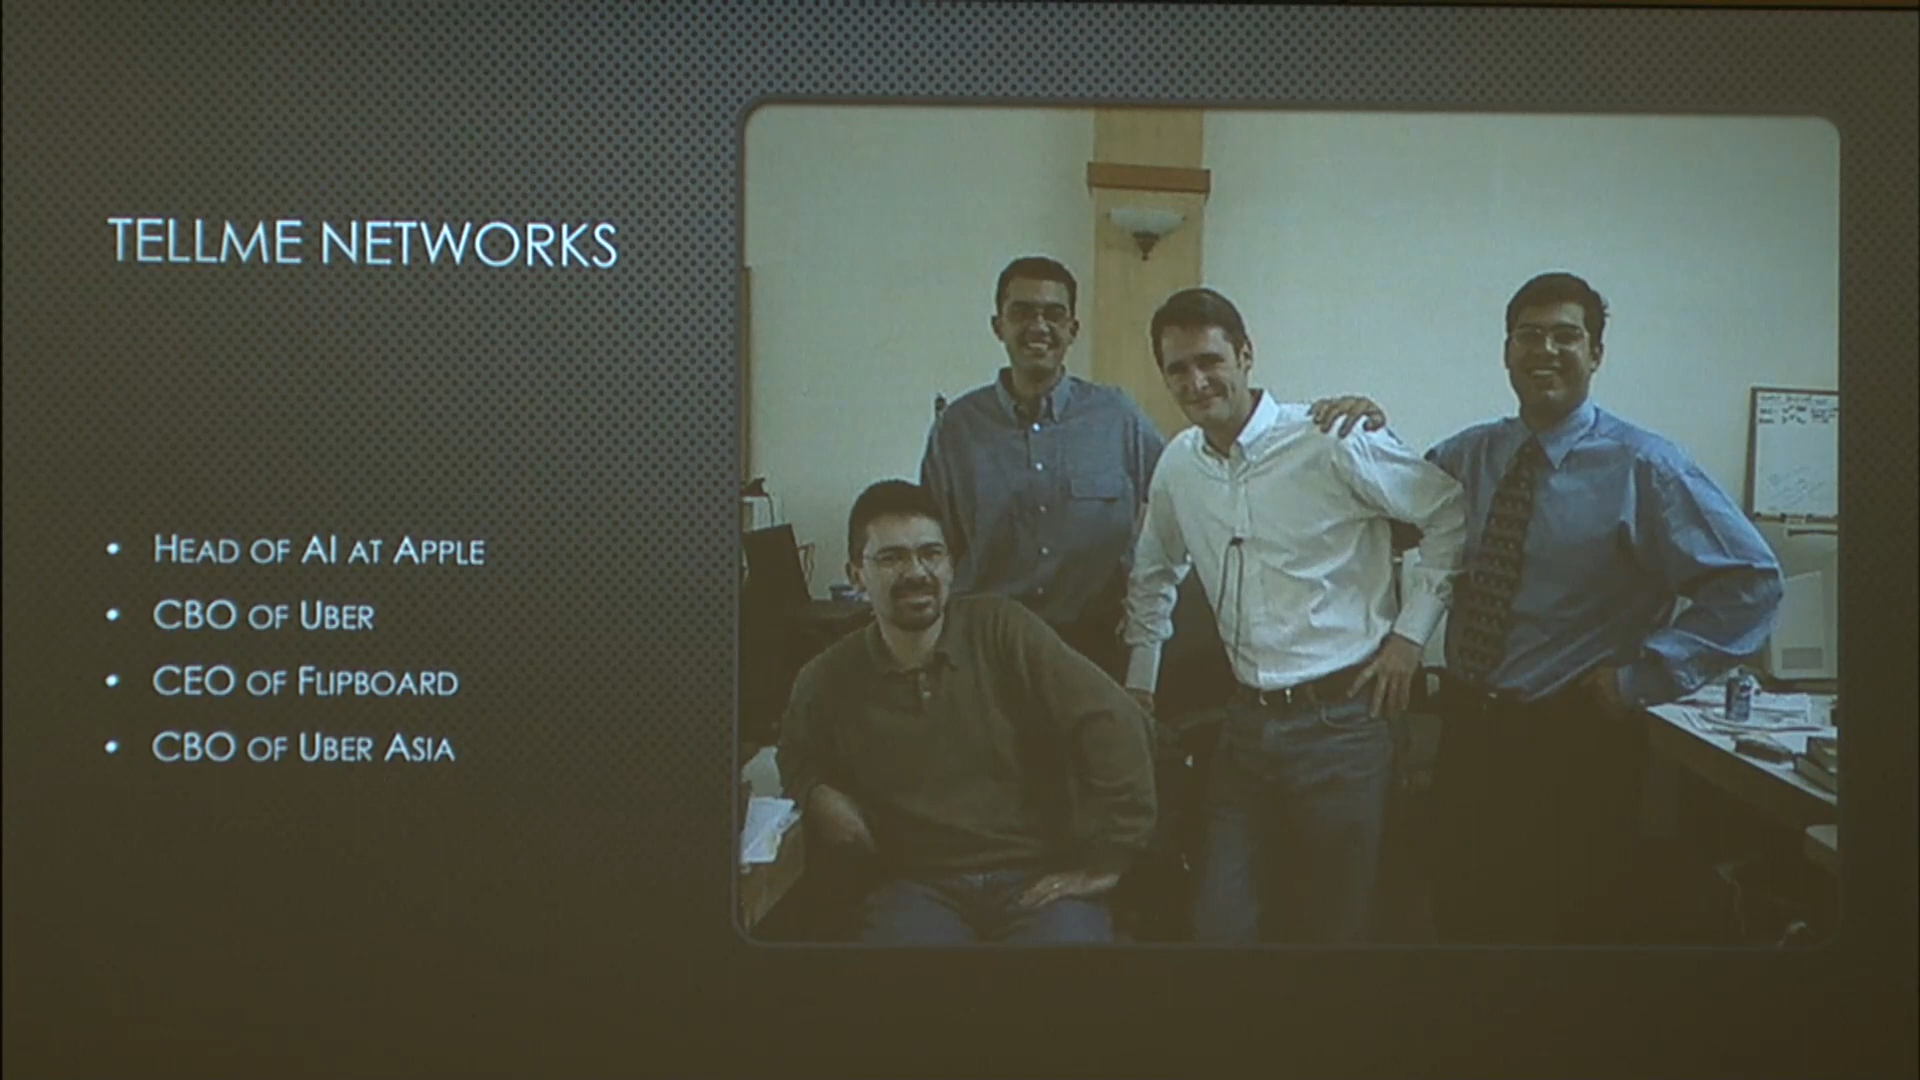 TELLME NETWORKS
• HEAD OF AI AT APPLE
• CBO OF UBER
• CEO OF FLIPBOARD
• CBO OF UBER ASIA